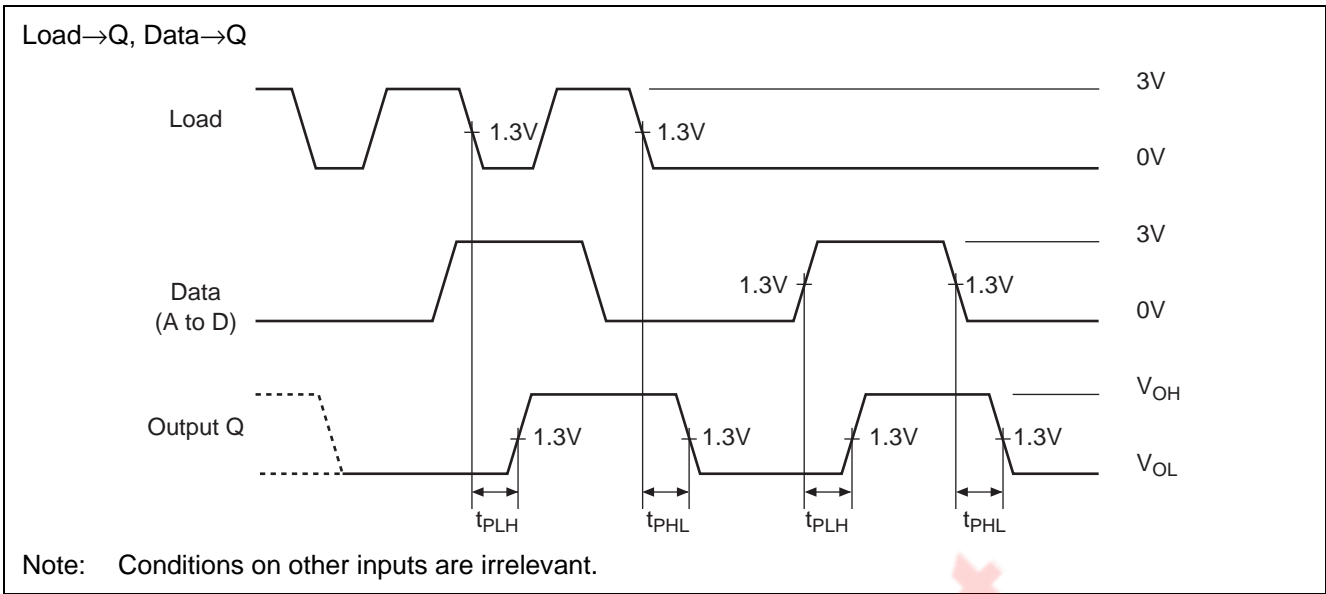 Load→Q, Data→Q
Load
1.3V
1.3V
3V
0V
Data
(A to D)
1.3V
1.3V
3V
0V
Output Q
1.3V
1.3V
1.3V
1.3V
VOH
VOL
tPLH
tPHL
tPLH
tPHL
Note: Conditions on other inputs are irrelevant.